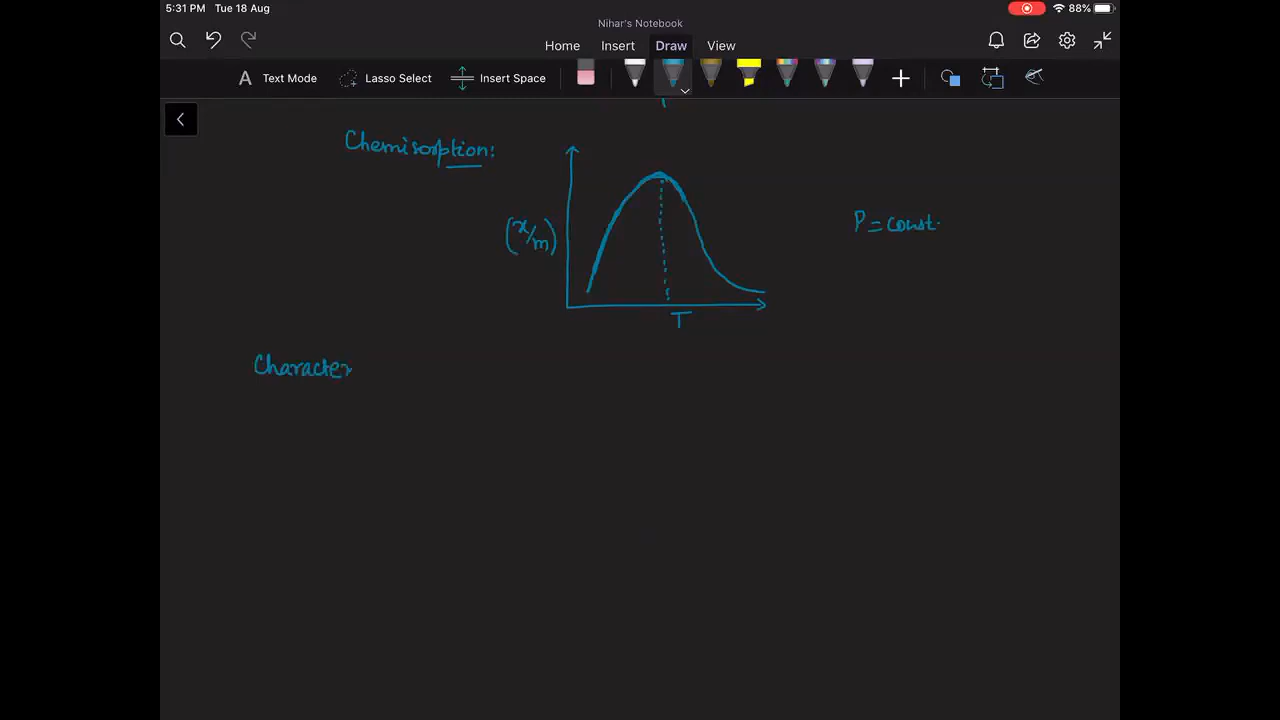 5:31 PM Tue 18 Aug
88%
Nihar's Notebook
Home Insert Draw View
A Text Mode Lasso Select Insert Space
Chemisorption:
(x/m)
P = const.
T
Character